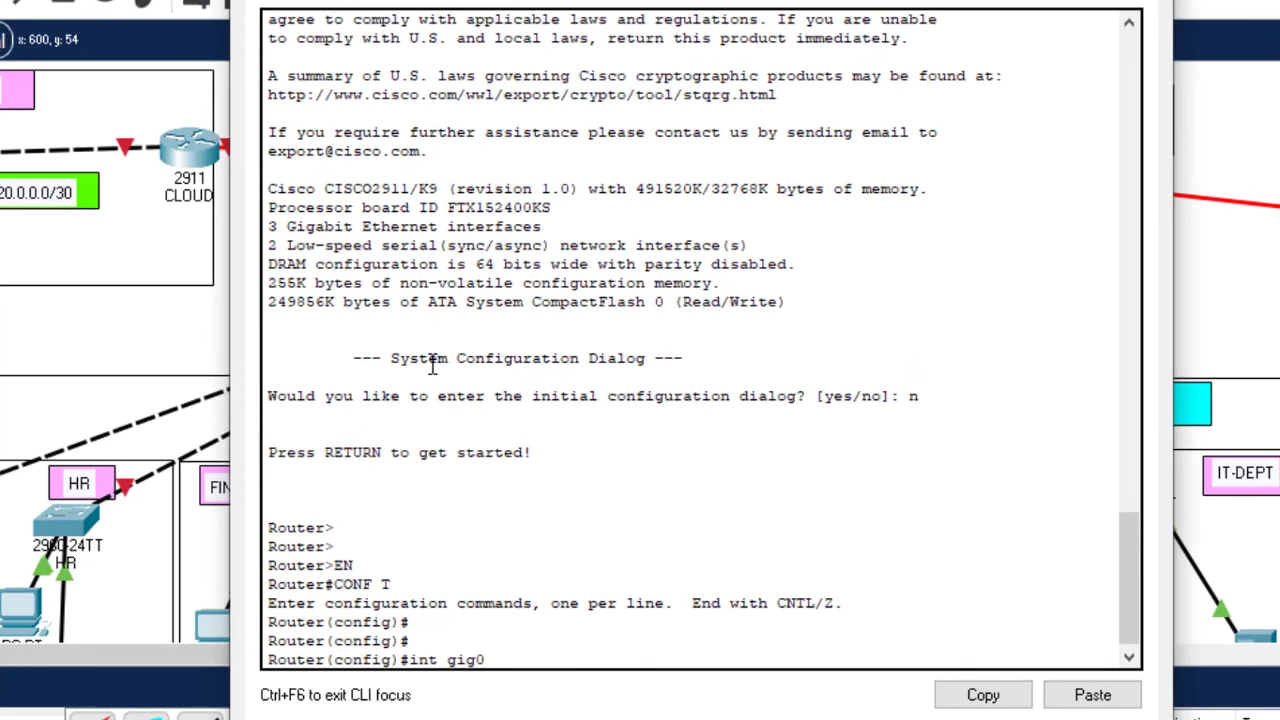 x: 600, y: 54
2911
CLOUD
20.0.0.0/30
HR
FIN
2960-24TT
HR
IT-DEPT
agree to comply with applicable laws and regulations. If you are unable
to comply with U.S. and local laws, return this product immediately.
A summary of U.S. laws governing Cisco cryptographic products may be found at:
http://www.cisco.com/wwl/export/crypto/tool/stqrg.html
If you require further assistance please contact us by sending email to
export@cisco.com.
Cisco CISCO2911/K9 (revision 1.0) with 491520K/32768K bytes of memory.
Processor board ID FTX152400KS
3 Gigabit Ethernet interfaces
2 Low-speed serial(sync/async) network interface(s)
DRAM configuration is 64 bits wide with parity disabled.
255K bytes of non-volatile configuration memory.
249856K bytes of ATA System CompactFlash 0 (Read/Write)
--- System Configuration Dialog ---
Would you like to enter the initial configuration dialog? [yes/no]: n
Press RETURN to get started!
Router>
Router>
Router>EN
Router#CONF T
Enter configuration commands, one per line.  End with CNTL/Z.
Router(config)#
Router(config)#
Router(config)#int gig0
Ctrl+F6 to exit CLI focus
Copy
Paste